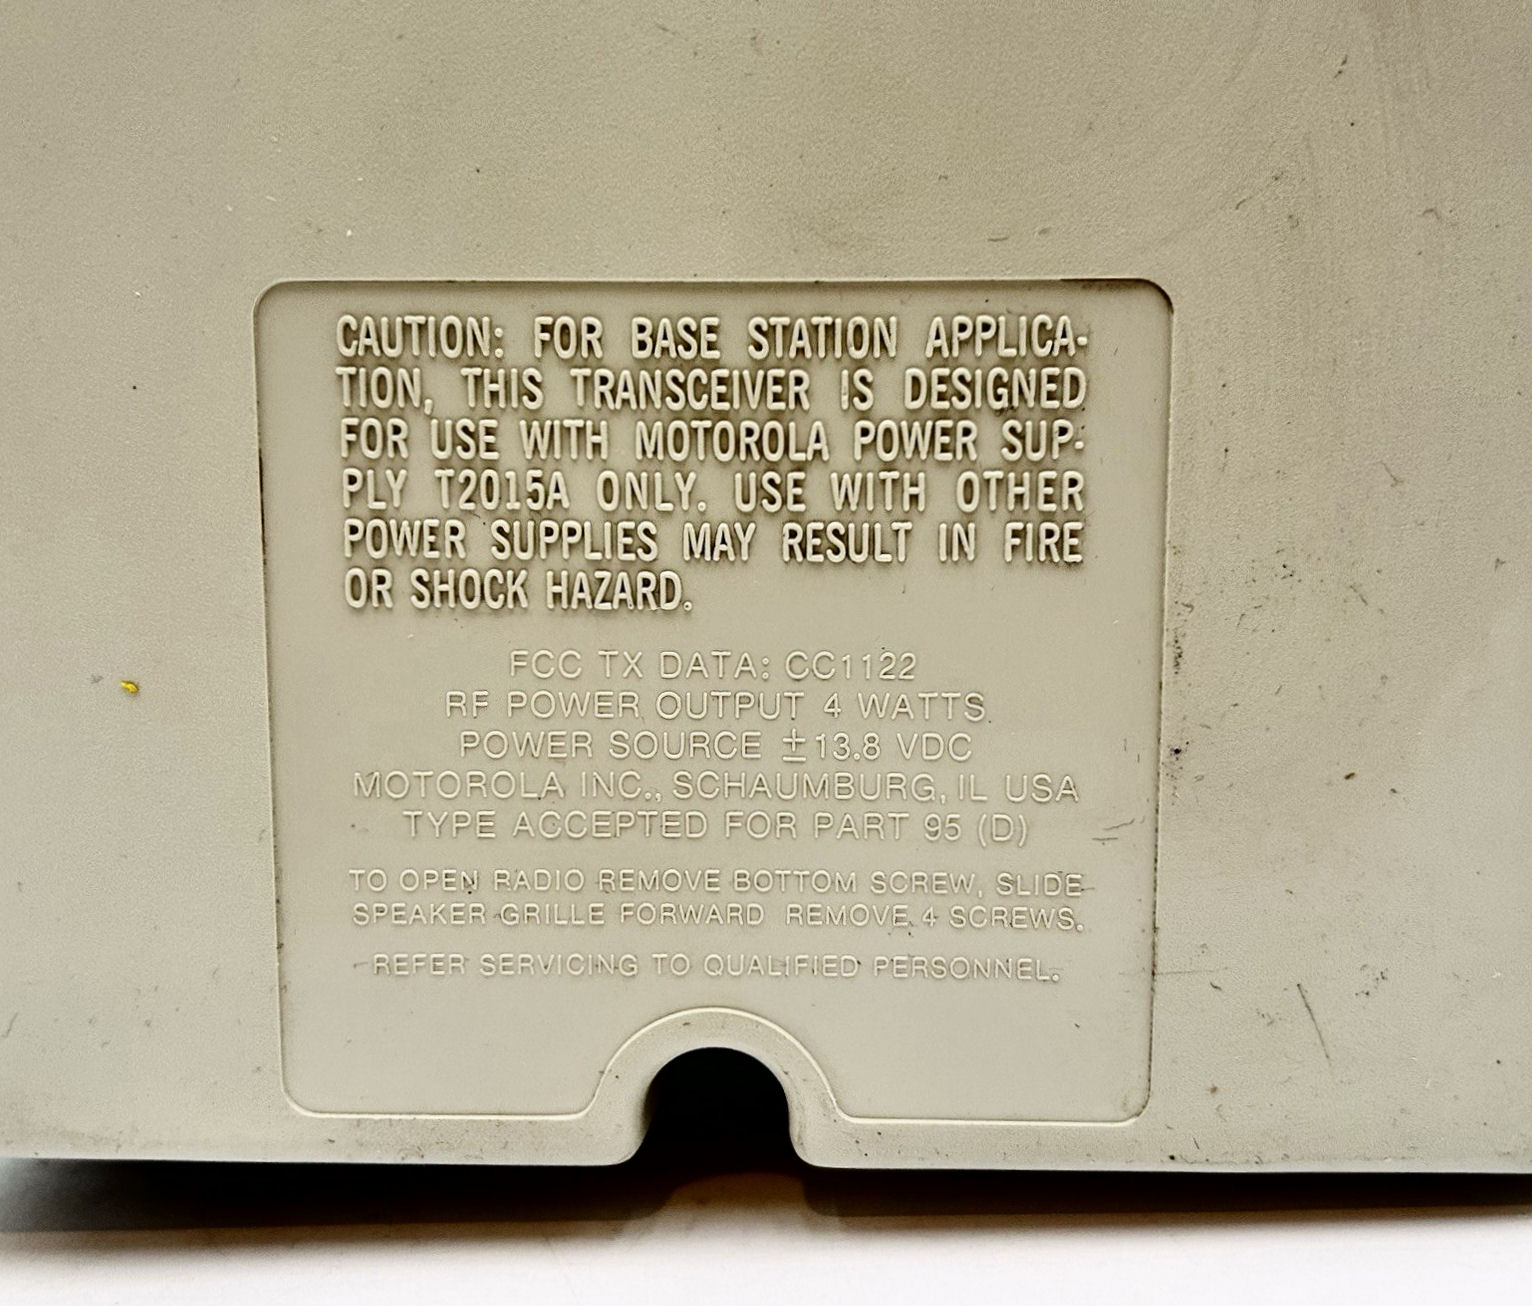 CAUTION: FOR BASE STATION APPLICA-
TION, THIS TRANSCEIVER IS DESIGNED
FOR USE WITH MOTOROLA POWER SUP-
PLY T2015A ONLY. USE WITH OTHER
POWER SUPPLIES MAY RESULT IN FIRE
OR SHOCK HAZARD.
FCC TX DATA: CC1122
RF POWER OUTPUT 4 WATTS
POWER SOURCE ±13.8 VDC
MOTOROLA INC., SCHAUMBURG, IL USA
TYPE ACCEPTED FOR PART 95 (D)
TO OPEN RADIO REMOVE BOTTOM SCREW, SLIDE
SPEAKER GRILLE FORWARD REMOVE 4 SCREWS.
REFER SERVICING TO QUALIFIED PERSONNEL.